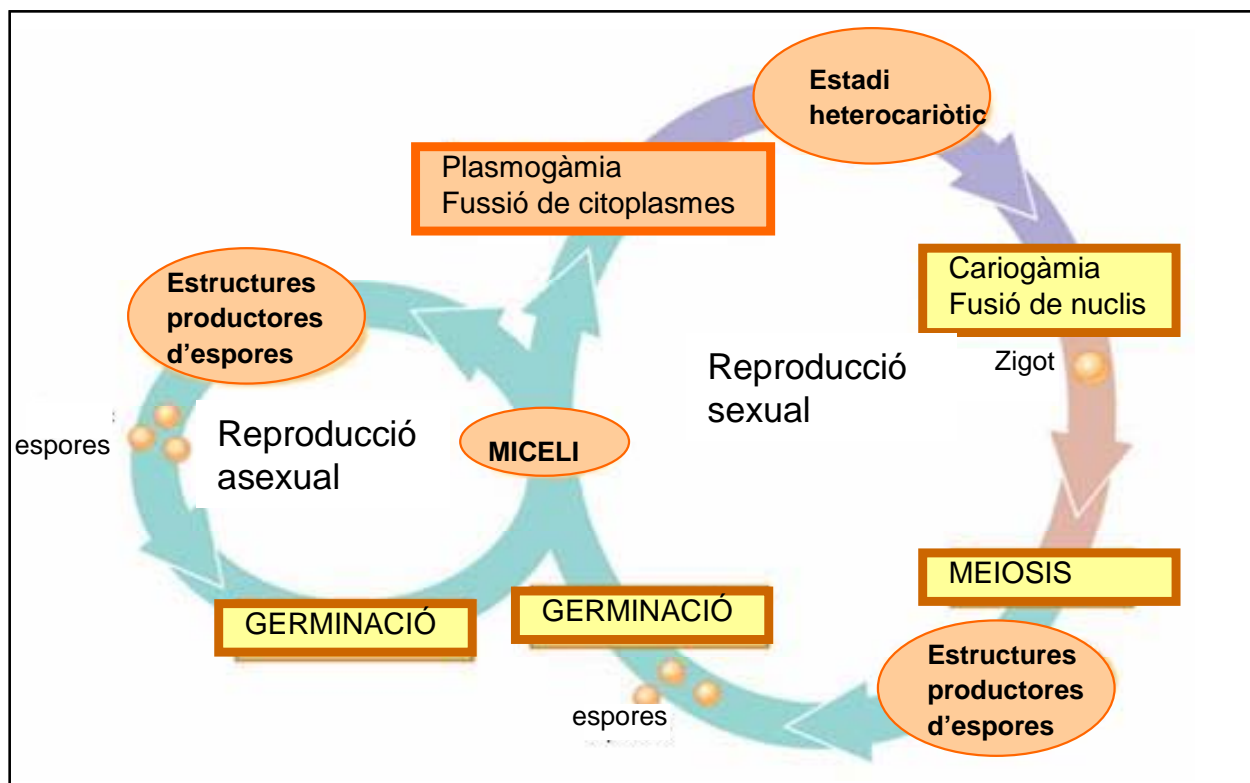 Estadi
heterocariòtic
Plasmogàmia
Fussió de citoplasmes
Estructures
productores
d'espores
Cariogàmia
Fusió de nuclis
Zigot
Reproducció
sexual
espores
Reproducció
asexual
MICELI
MEIOSIS
GERMINACIÓ
GERMINACIÓ
Estructures
productores
d'espores
espores